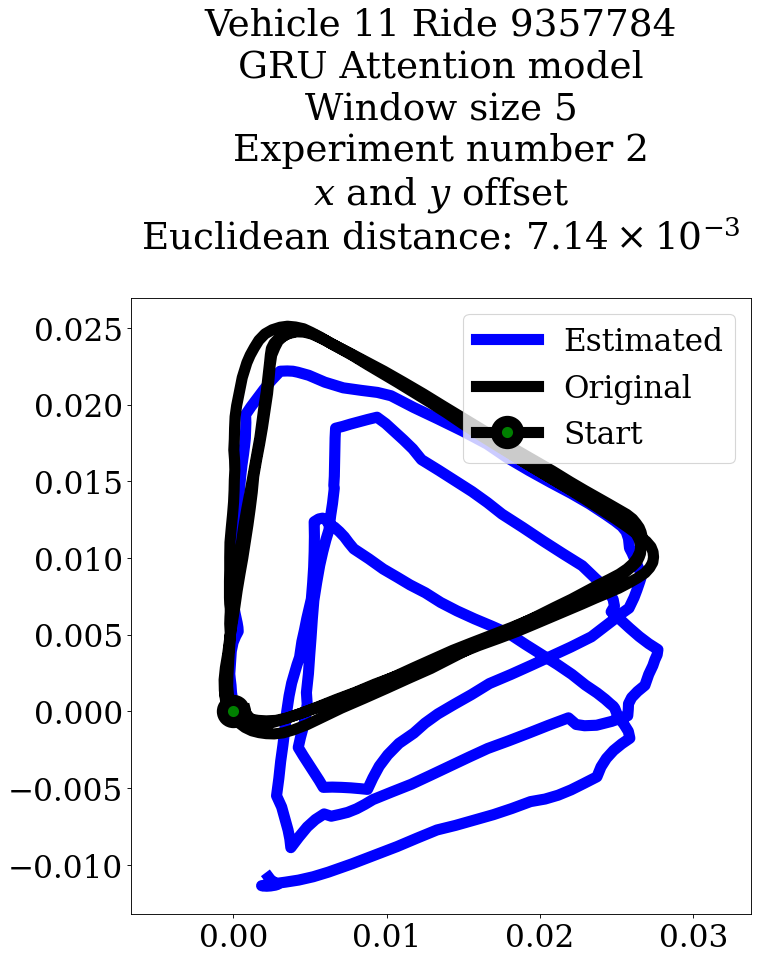 Vehicle 11 Ride 9357784
GRU Attention model
Window size 5
Experiment number 2
x and y offset
Euclidean distance: 7.14 × 10⁻³
Estimated
Original
Start
0.025
0.020
0.015
0.010
0.005
0.000
−0.005
−0.010
0.00 0.01 0.02 0.03